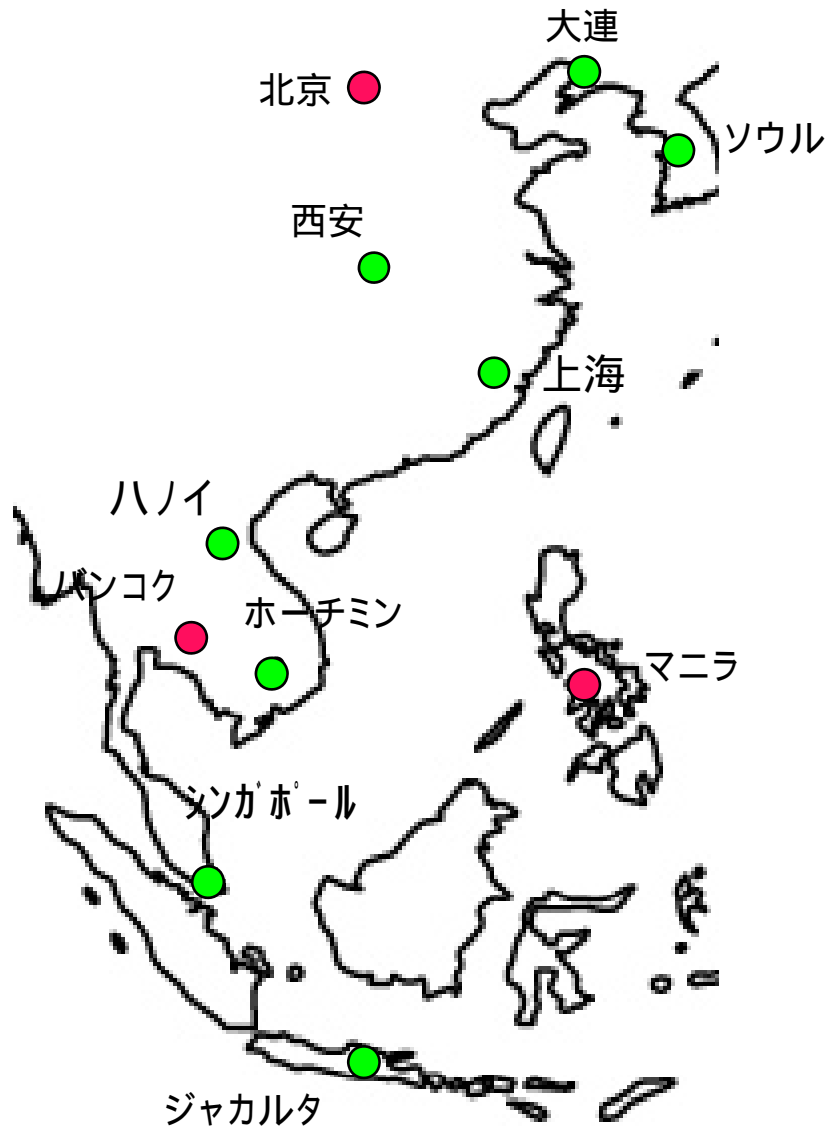 大連
北京
ソウル
西安
上海
ハノイ
バンコク
ホーチミン
マニラ
ｼﾝｶﾞﾎﾟｰﾙ
ジャカルタ